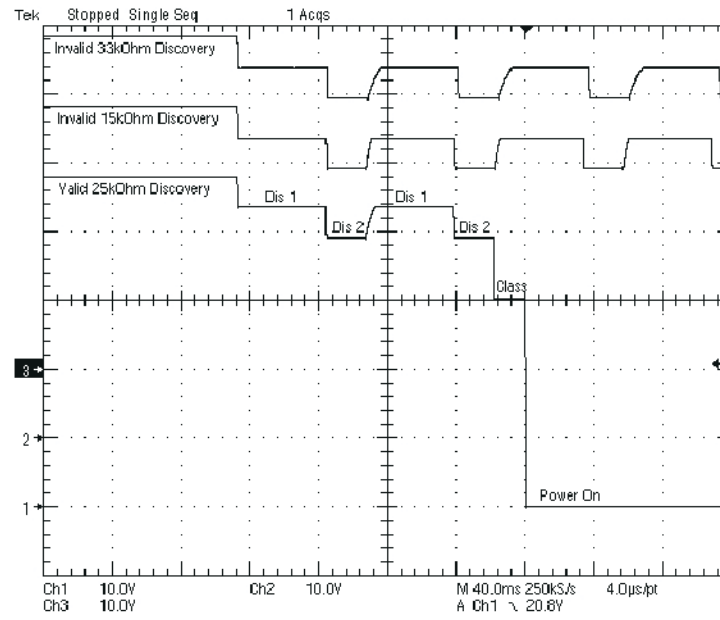 Tek Stopped Single Seq 1 Acqs
Invalid 33kOhm Discovery
Invalid 15kOhm Discovery
Valid 25kOhm Discovery
Dis 1
Dis 1
Dis 2
Dis 2
Class
3
2
1
Power On
Ch1 10.0V Ch2 10.0V M 40.0ms 250kS/s 4.0µs/pt
Ch3 10.0V A Ch1 \ 20.8V